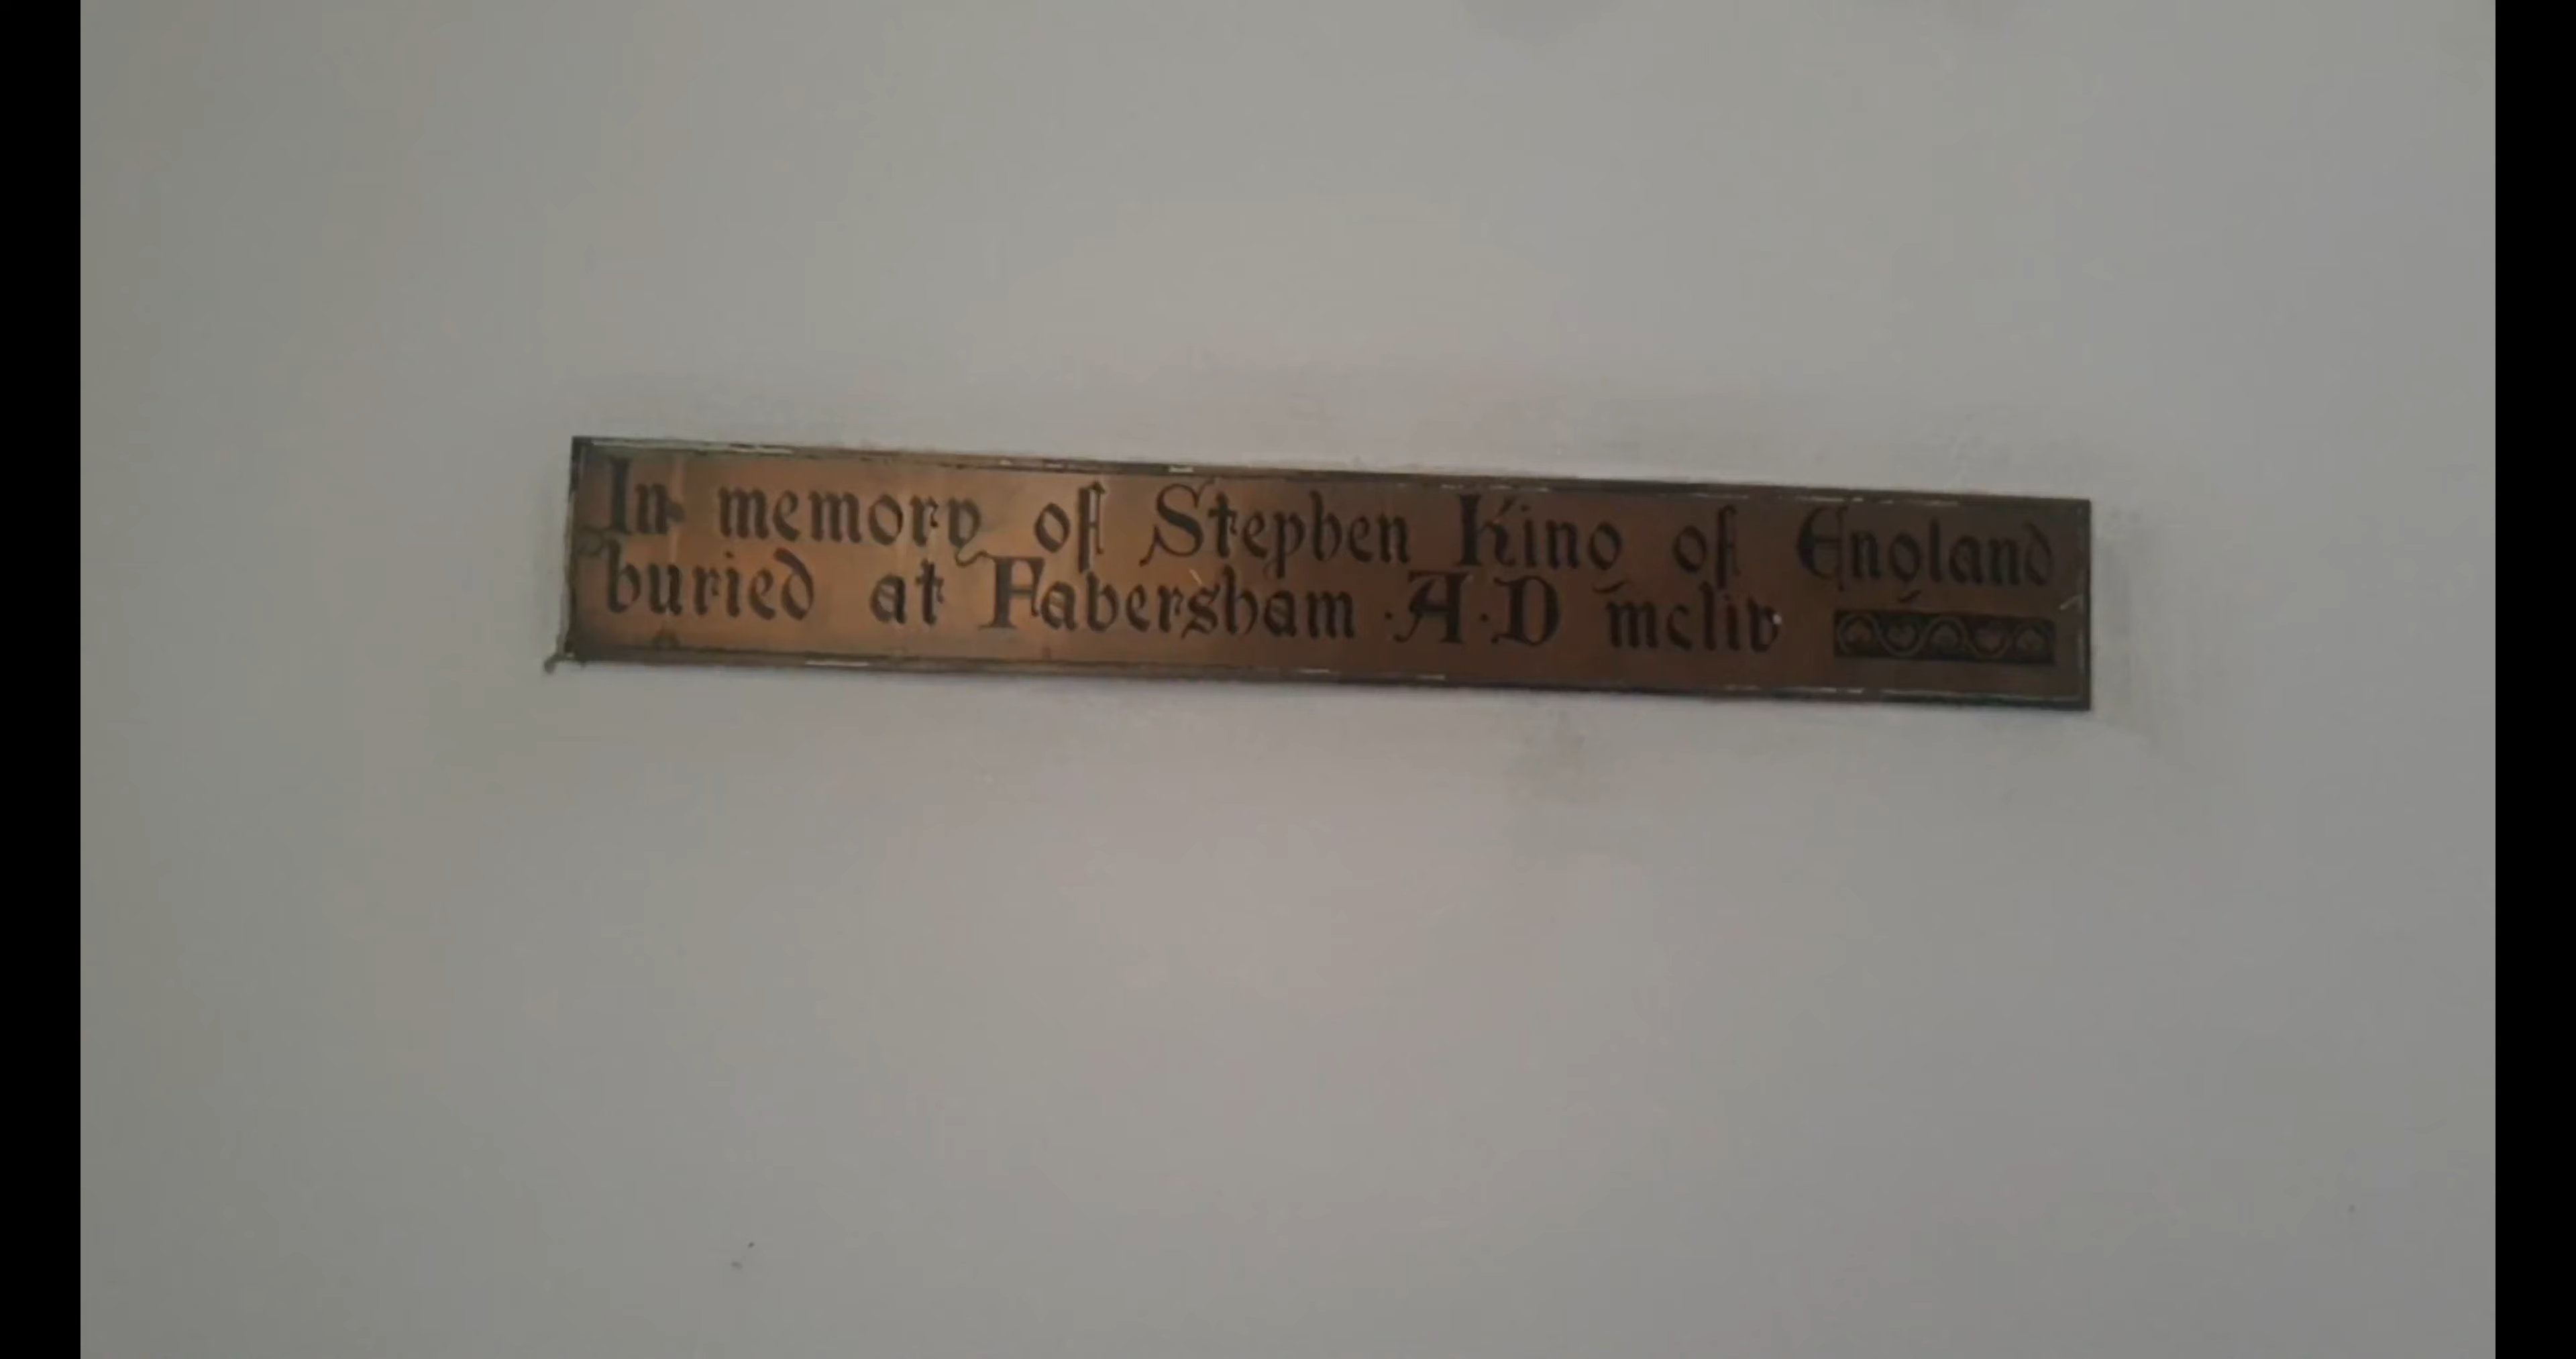 In memory of Stephen King of England
buried at Faversham · A · D mcliv